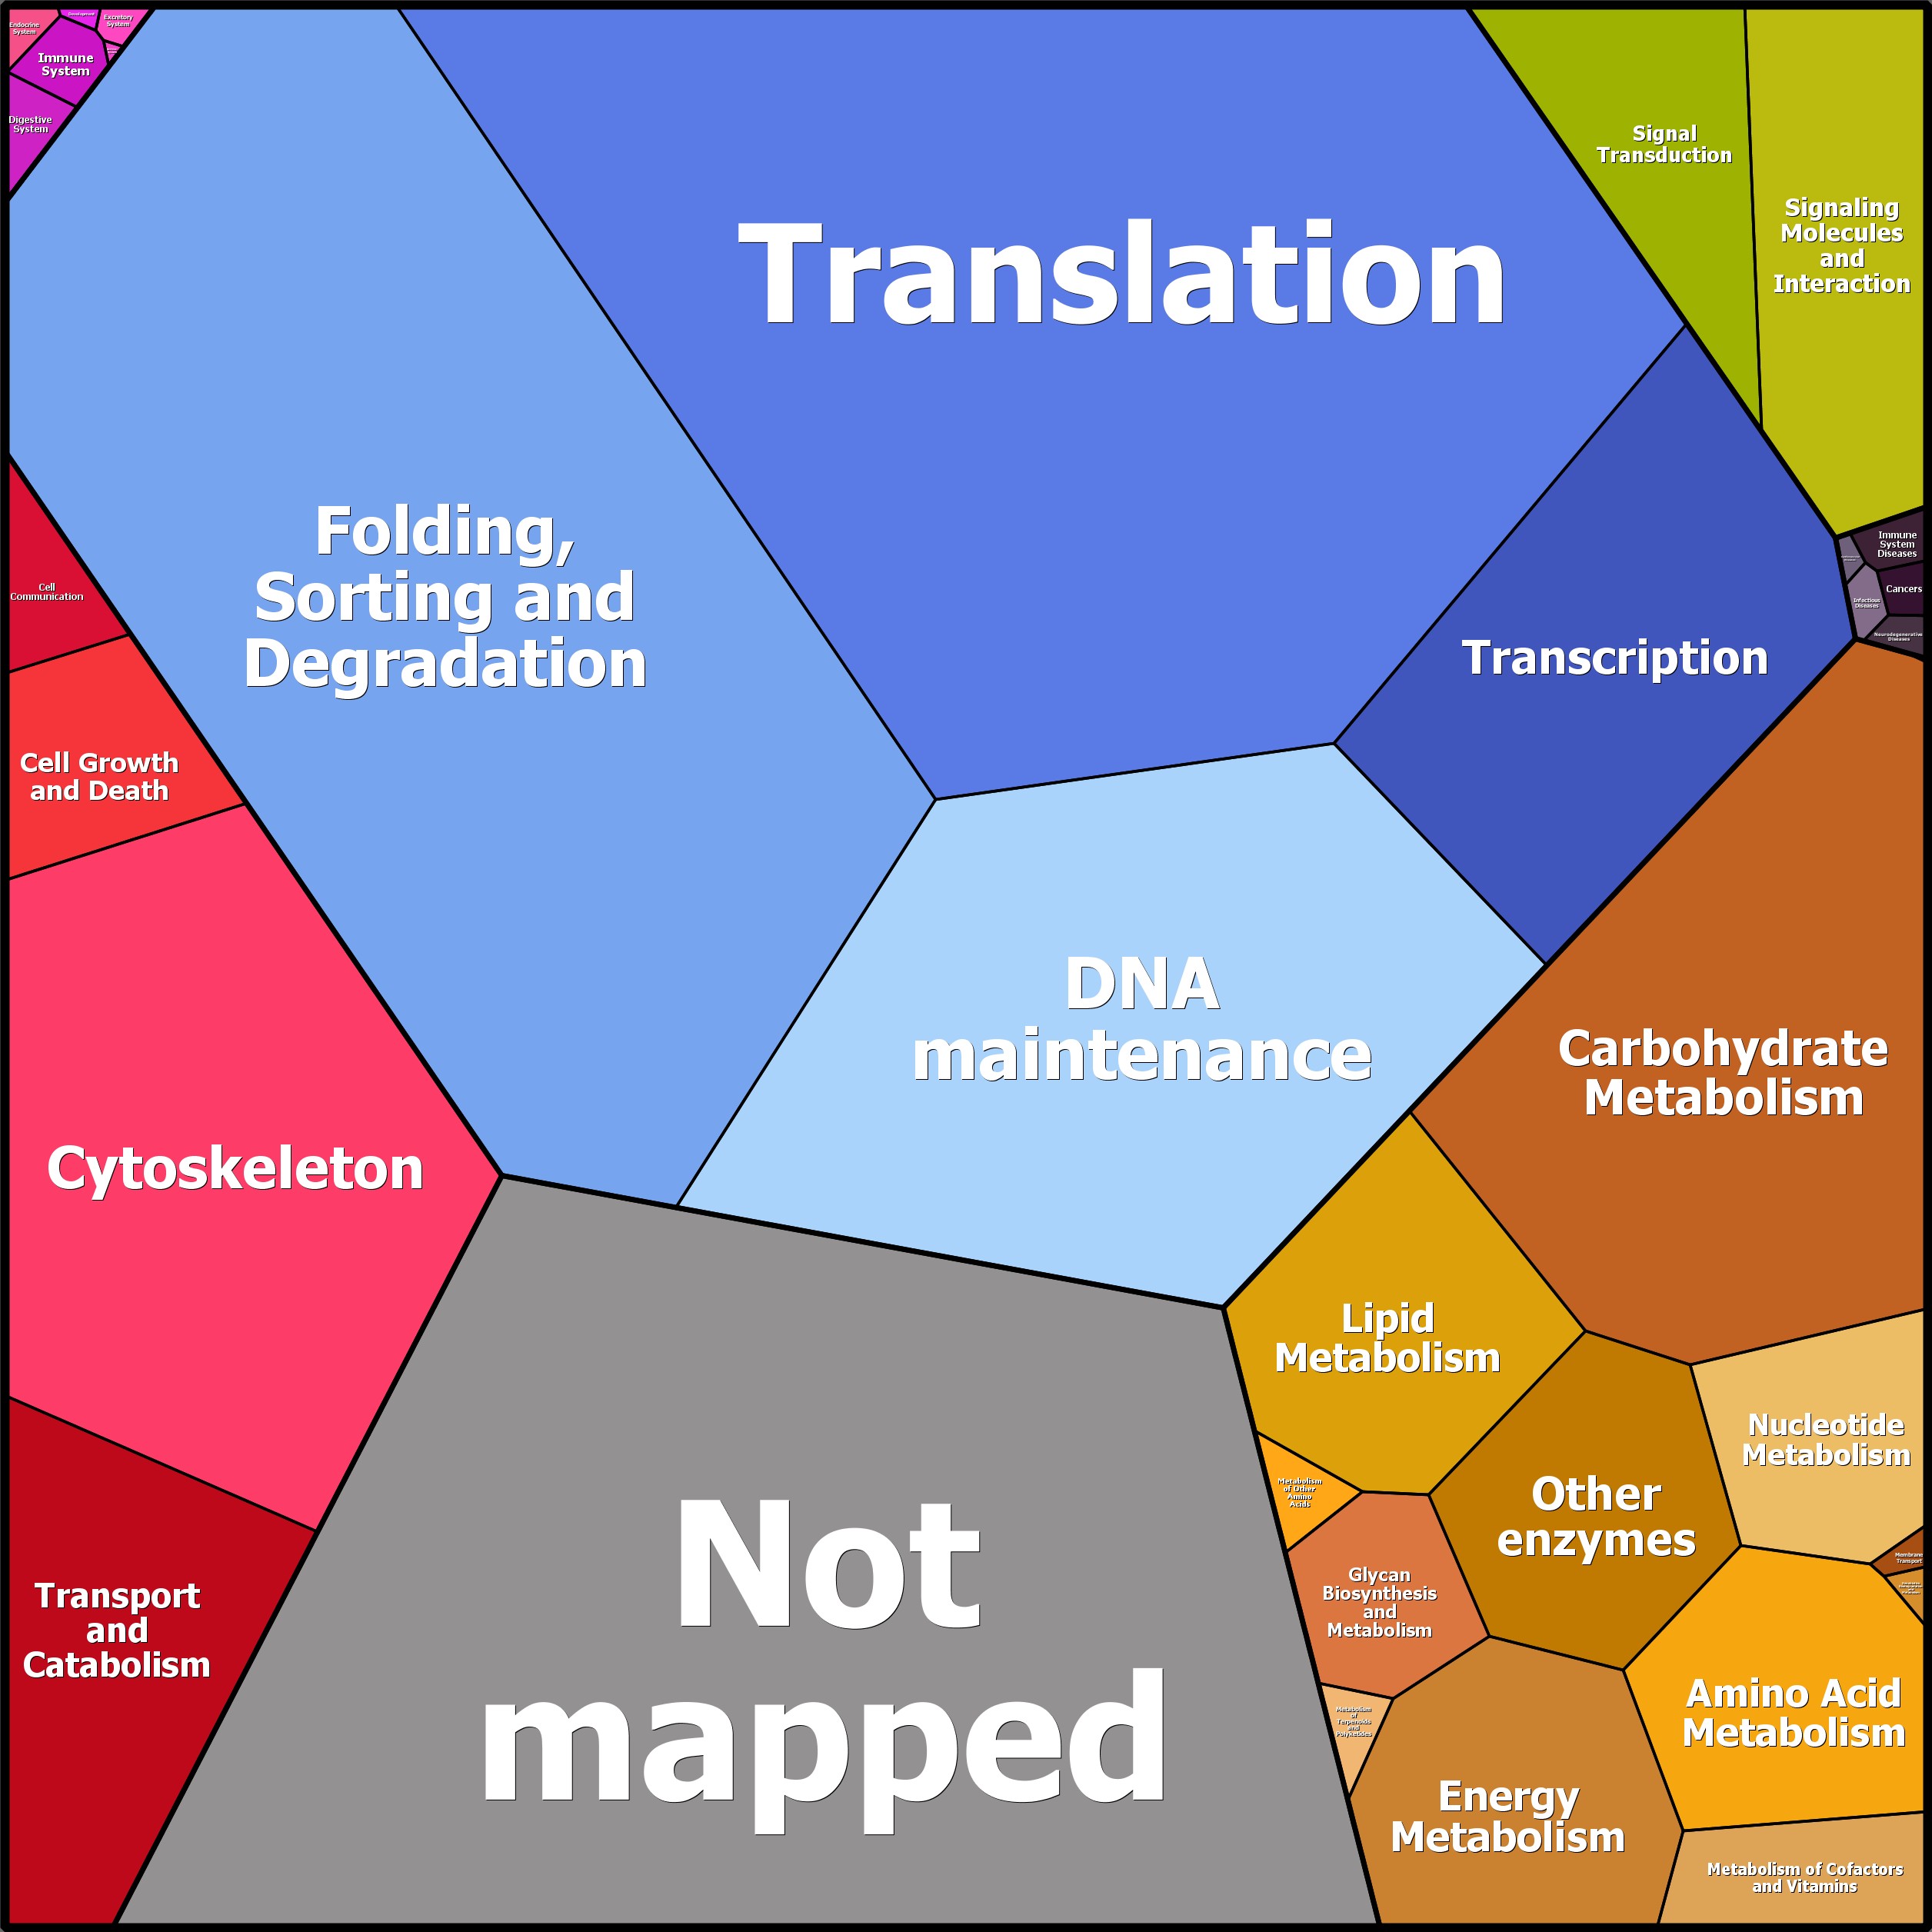 Endocrine
System
Excretory
System
Immune
System
Digestive
System
Translation
Signal
Transduction
Signaling
Molecules
and
Interaction
Folding,
Sorting and
Degradation
Transcription
Immune
System
Diseases
Cancers
Infectious
Diseases
Neurodegenerative
Diseases
Cell
Communication
Cell Growth
and Death
Cytoskeleton
DNA
maintenance
Carbohydrate
Metabolism
Lipid
Metabolism
Nucleotide
Metabolism
Metabolism
of Other
Amino
Acids
Other
enzymes
Not
mapped
Glycan
Biosynthesis
and
Metabolism
Membrane
Transport
Transport
and
Catabolism
Metabolism
of
Terpenoids
and
Polyketides
Amino Acid
Metabolism
Energy
Metabolism
Metabolism of Cofactors
and Vitamins